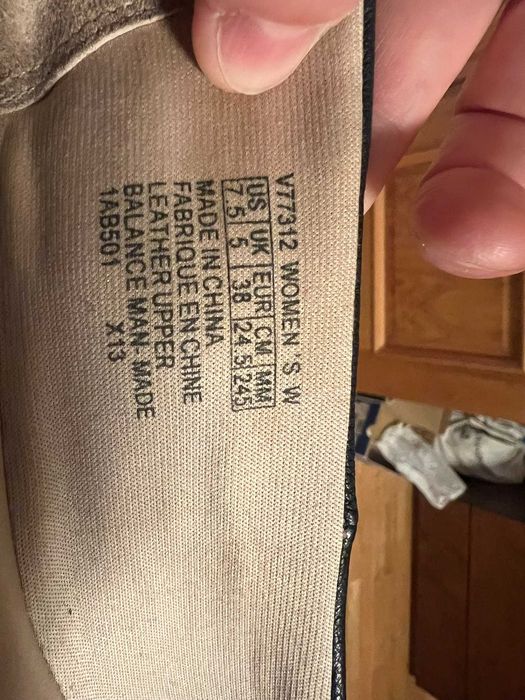 V77312 WOMEN'S W
US UK EUR CM MM
7.5 5 38 24.5 245
MADE IN CHINA
FABRIQUE EN CHINE
LEATHER UPPER
BALANCE MAN-MADE
1AB501 X13